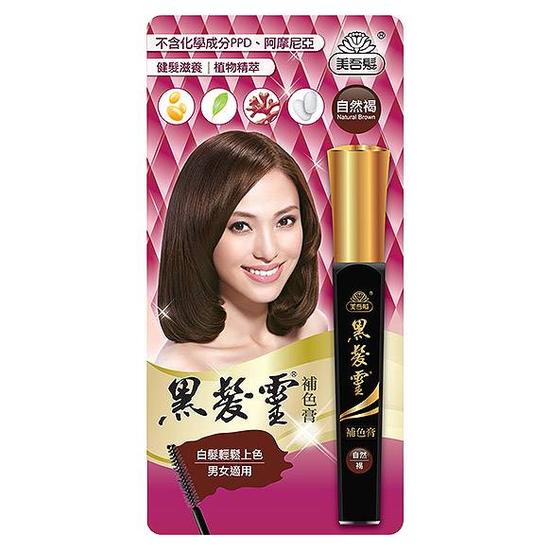 不含化學成分PPD、阿摩尼亞
健髮滋養｜植物精萃
美吾髮®
自然褐
Natural Brown
美吾髮
黑髮靈
補色膏
自然
褐
黑髮靈®補色膏
白髮輕鬆上色
男女適用